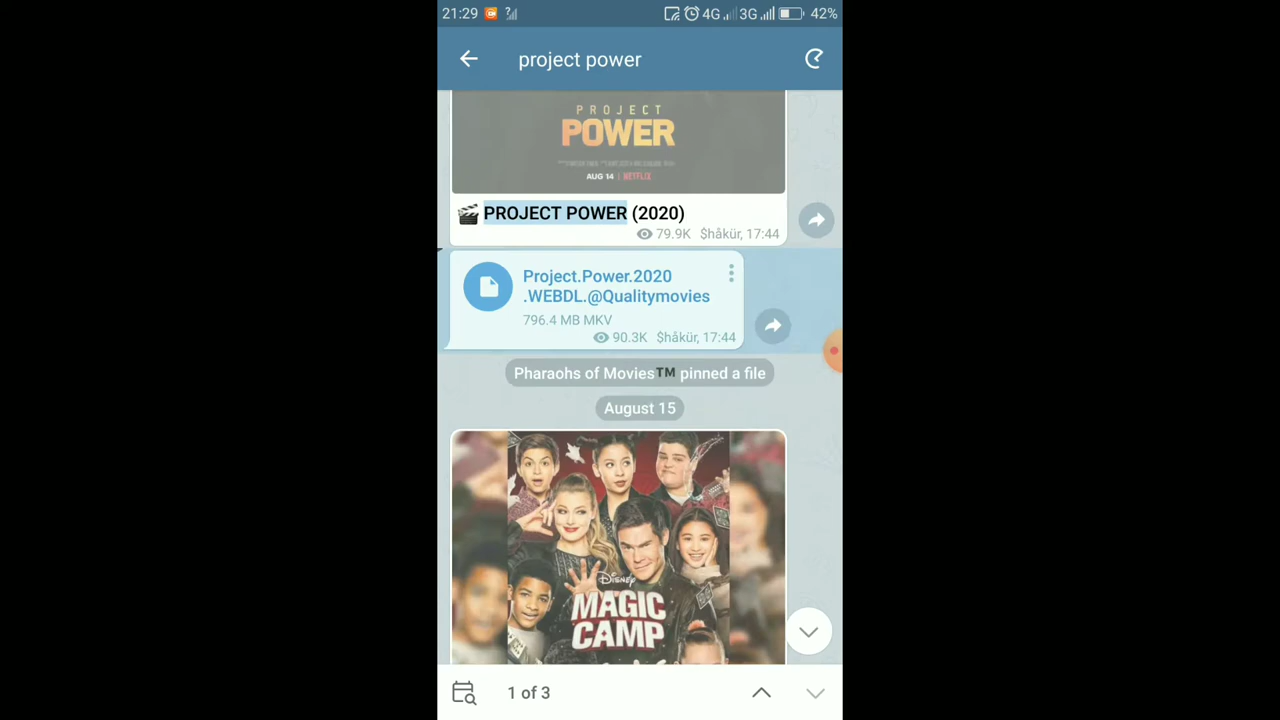 21:29 4G 3G 42%
project power
PROJECT
POWER
AUG 14 | NETFLIX
PROJECT POWER (2020)
79.9K $håkür, 17:44
Project.Power.2020
.WEBDL.@Qualitymovies
796.4 MB MKV
90.3K $håkür, 17:44
Pharaohs of Movies™ pinned a file
August 15
DISNEY
MAGIC
CAMP
1 of 3